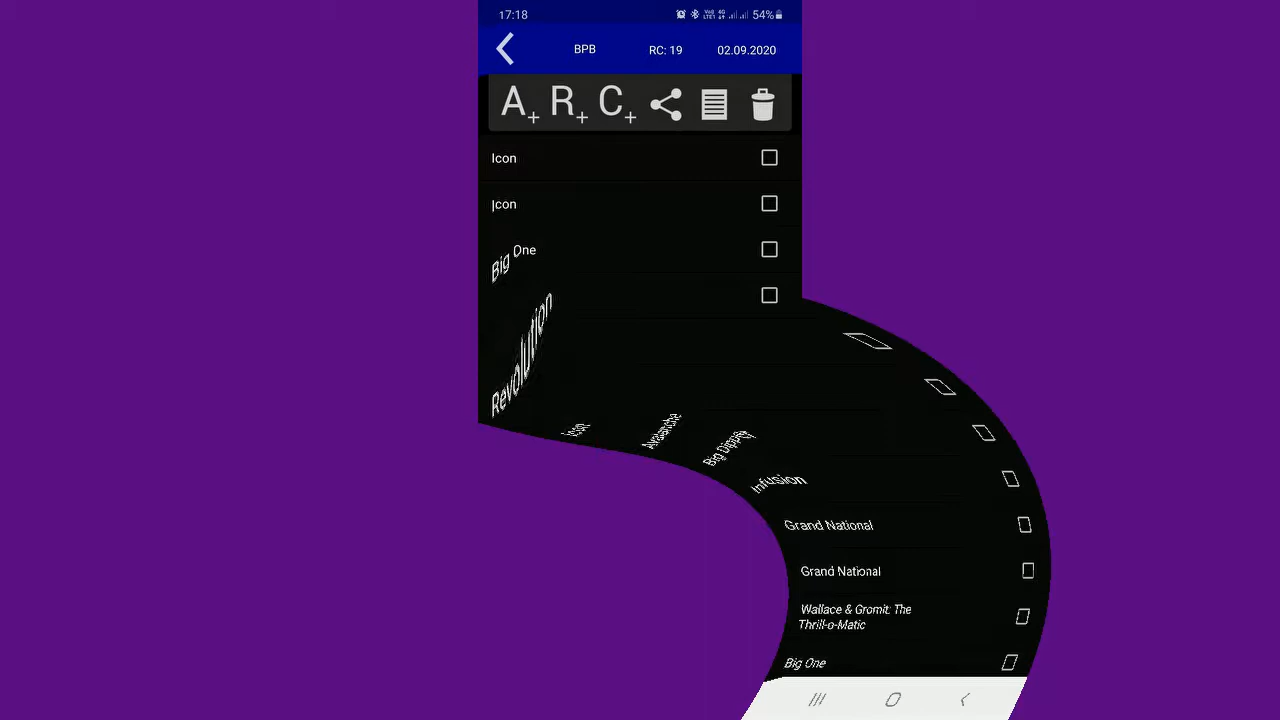 17:18
54%
BPB
RC: 19
02.09.2020
A+ R+ C+
Icon
Icon
Big One
Revolution
Icon
Avalanche
Big Dipper
Infusion
Grand National
Grand National
Wallace & Gromit: The
Thrill-o-Matic
Big One